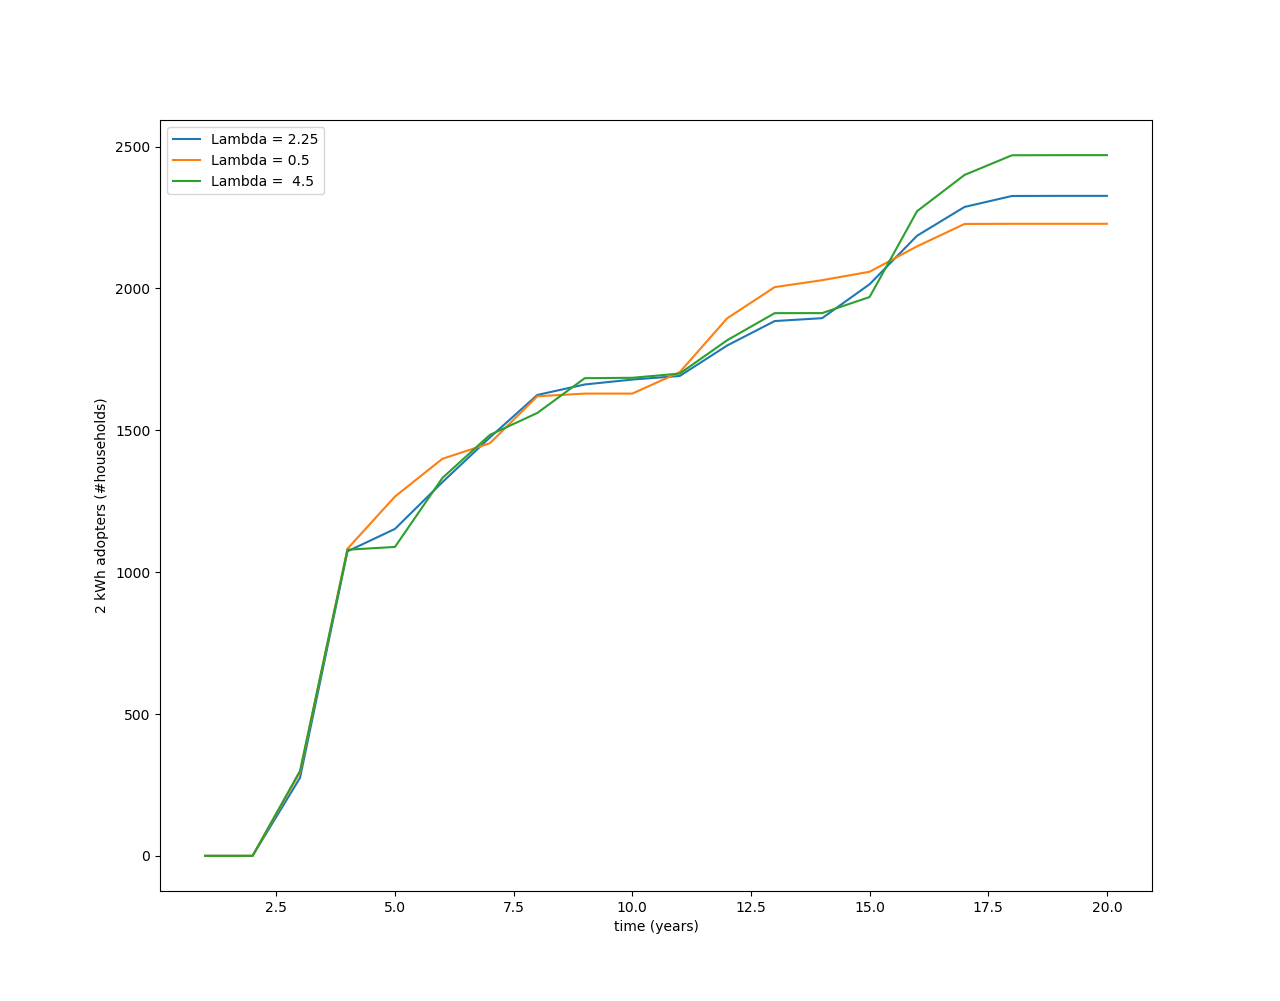 Lambda = 2.25
Lambda = 0.5
Lambda =  4.5
2500
2000
1500
1000
500
0
2 kWh adopters (#households)
2.5 5.0 7.5 10.0 12.5 15.0 17.5 20.0
time (years)